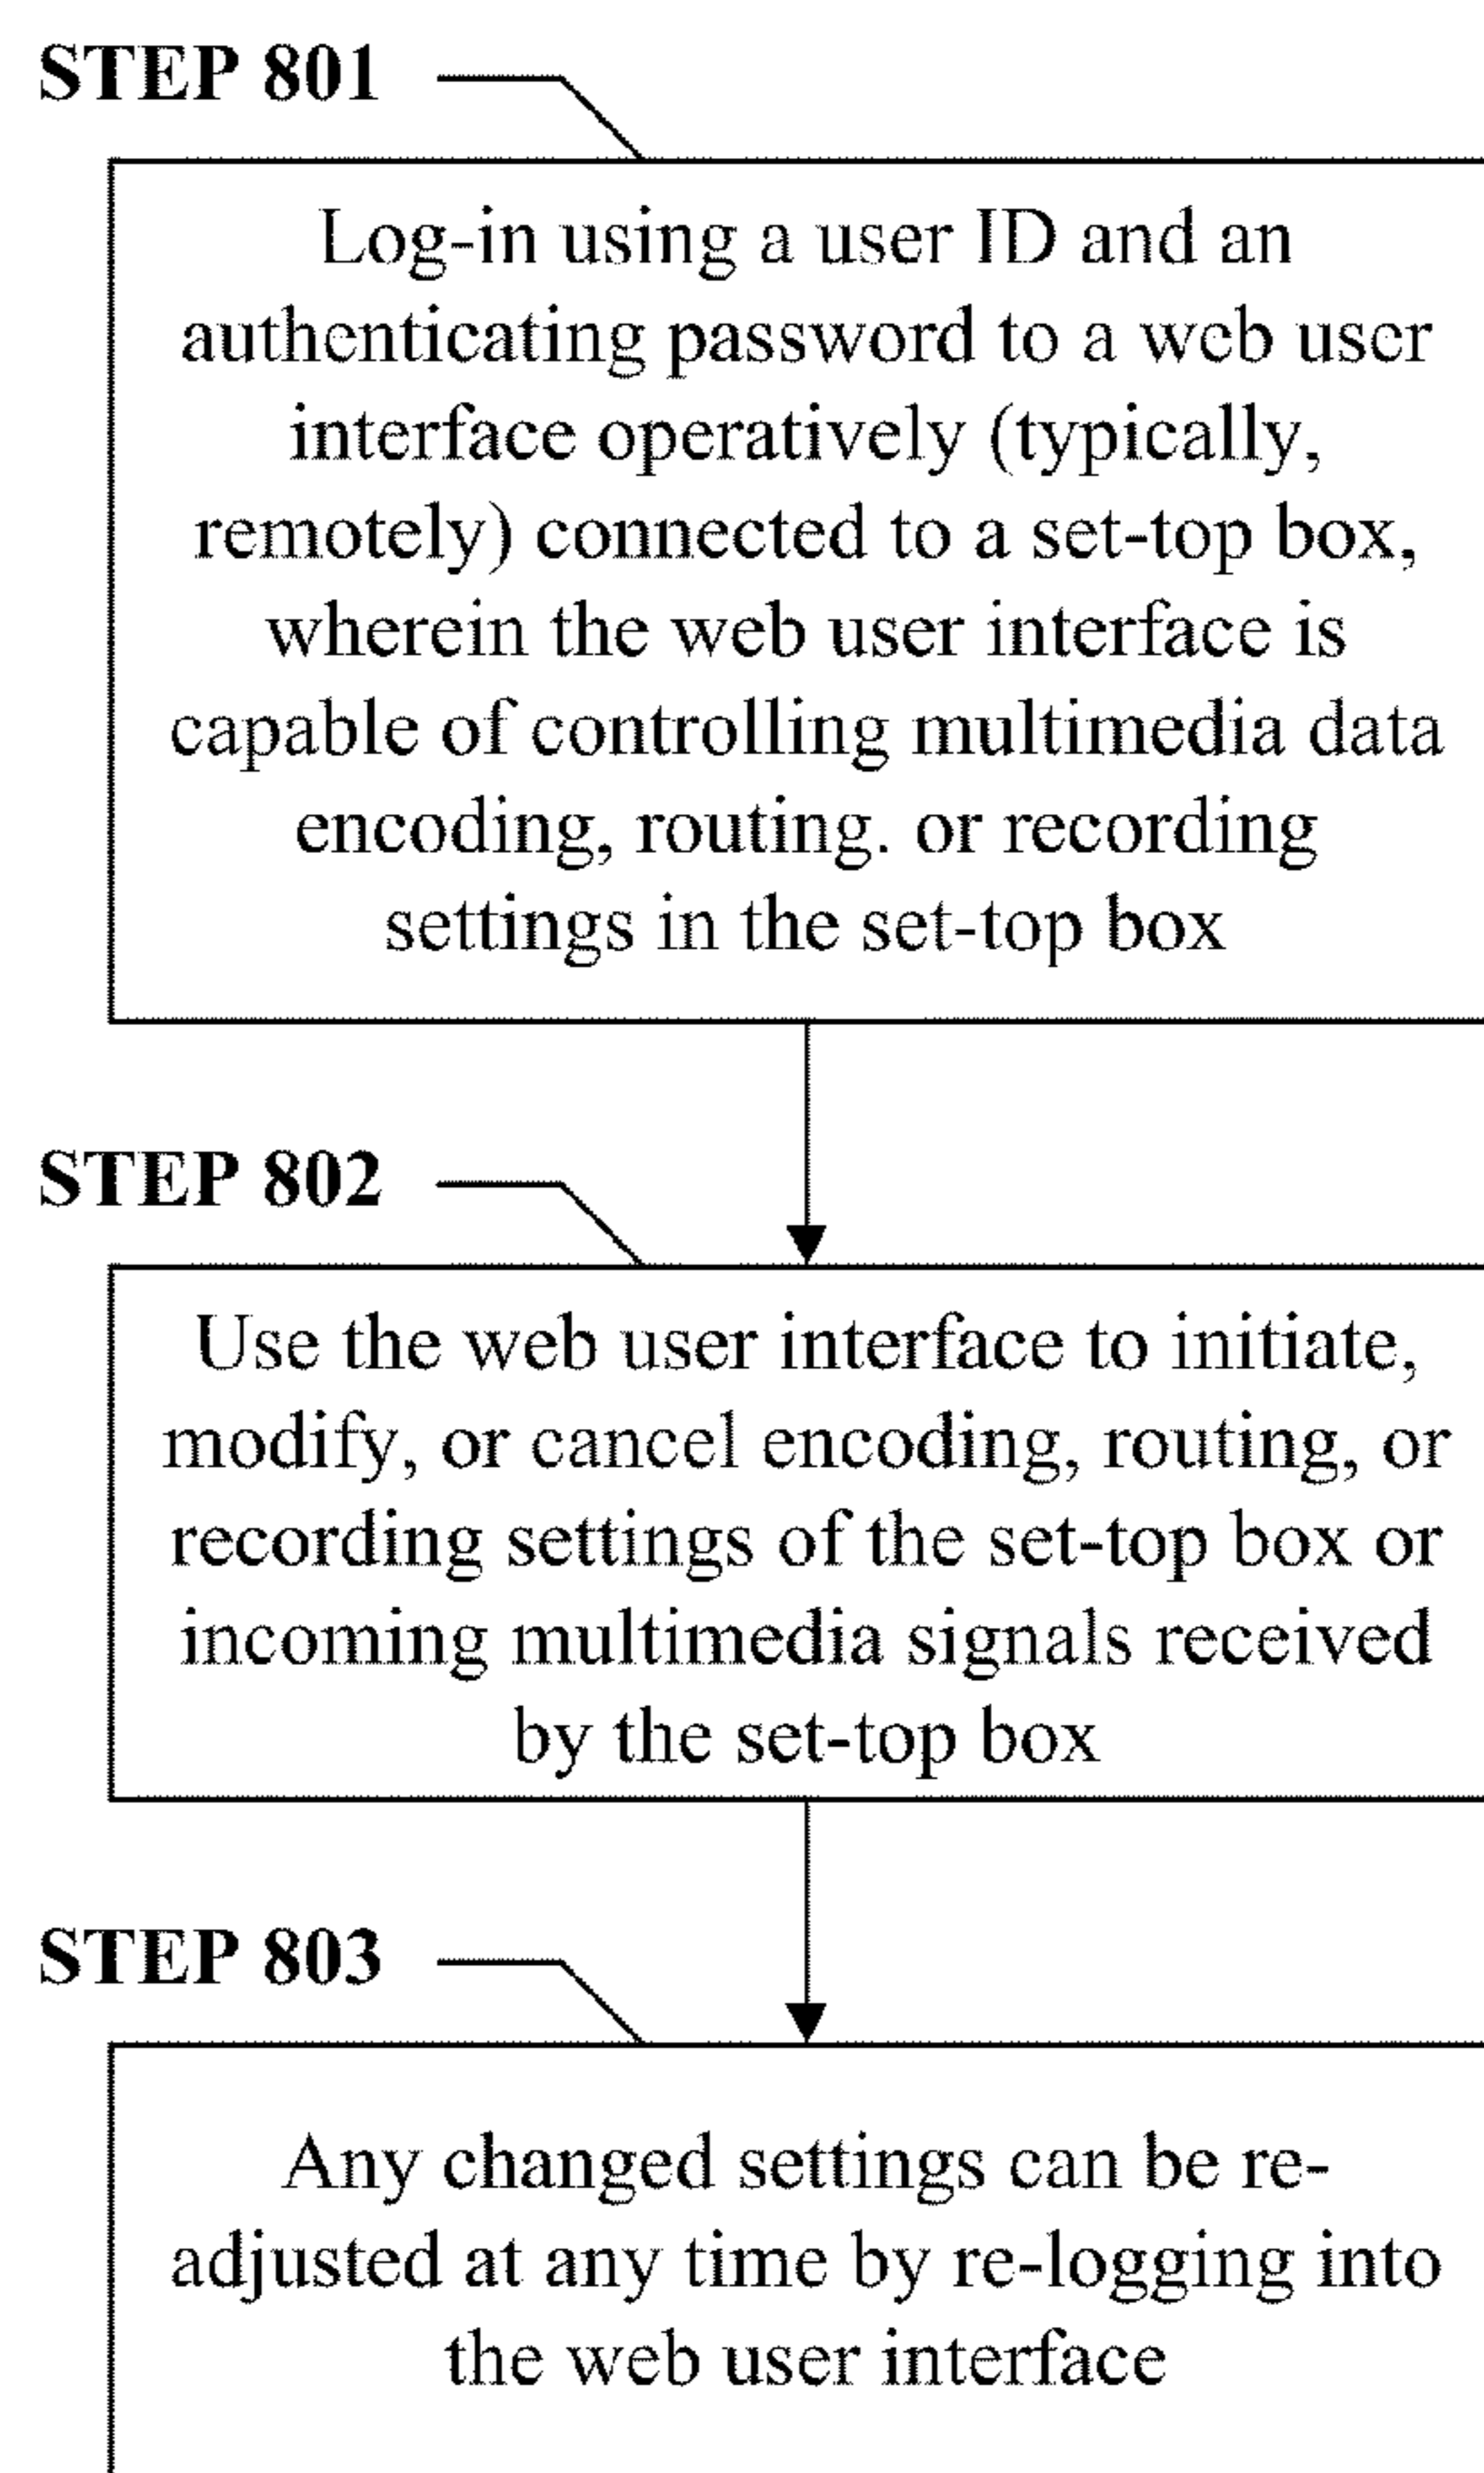 STEP 801
Log-in using a user ID and an
authenticating password to a web user
interface operatively (typically,
remotely) connected to a set-top box,
wherein the web user interface is
capable of controlling multimedia data
encoding, routing. or recording
settings in the set-top box
STEP 802
Use the web user interface to initiate,
modify, or cancel encoding, routing, or
recording settings of the set-top box or
incoming multimedia signals received
by the set-top box
STEP 803
Any changed settings can be re-
adjusted at any time by re-logging into
the web user interface